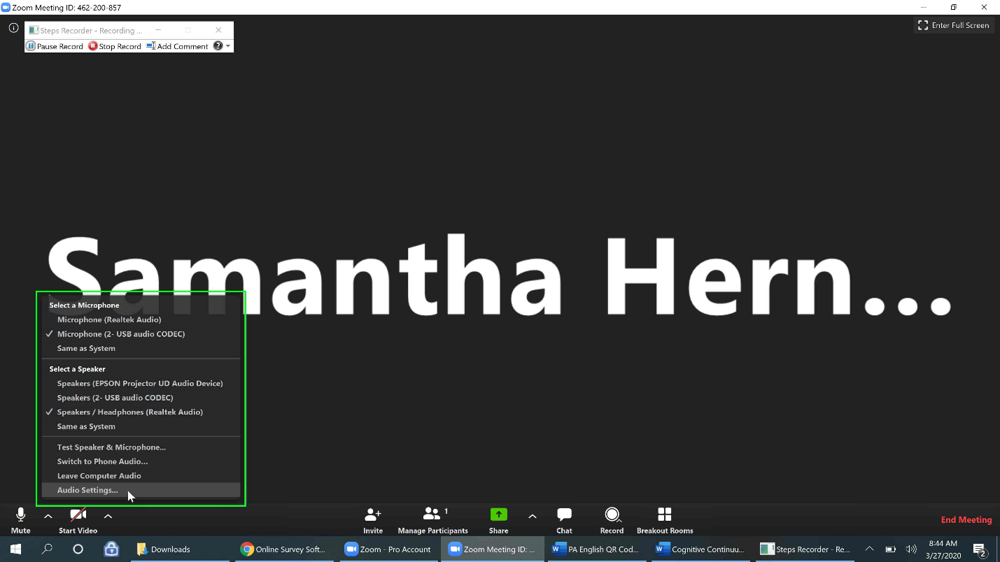 Zoom Meeting ID: 462-200-857
Steps Recorder - Recording ...
Pause Record Stop Record Add Comment
Enter Full Screen
Samantha Hern...
Select a Microphone
Microphone (Realtek Audio)
Microphone (2- USB audio CODEC)
Same as System
Select a Speaker
Speakers (EPSON Projector UD Audio Device)
Speakers (2- USB audio CODEC)
Speakers / Headphones (Realtek Audio)
Same as System
Test Speaker & Microphone...
Switch to Phone Audio...
Leave Computer Audio
Audio Settings...
1
Mute Start Video Invite Manage Participants Share Chat Record Breakout Rooms End Meeting
Downloads Online Survey Soft... Zoom - Pro Account Zoom Meeting ID: ... PA English QR Cod... Cognitive Continuu... Steps Recorder - Re...
8:44 AM
3/27/2020
2